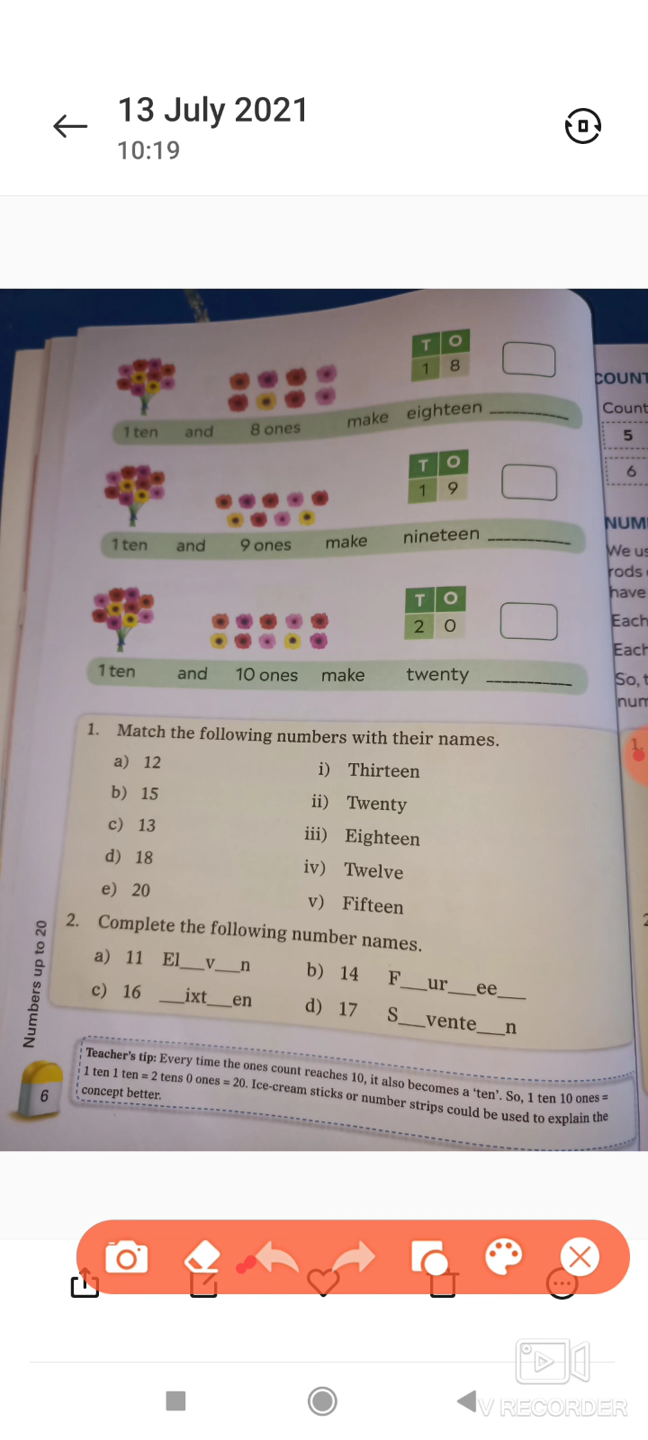 13 July 2021
10:19
T O
1 8
1 ten and 8 ones make eighteen
T O
1 9
1 ten and 9 ones make nineteen
T O
2 0
1 ten and 10 ones make twenty
1. Match the following numbers with their names.
a) 12 i) Thirteen
b) 15 ii) Twenty
c) 13 iii) Eighteen
d) 18 iv) Twelve
e) 20 v) Fifteen
2. Complete the following number names.
a) 11 El__v__n b) 14 F__ur__ee__
c) 16 __ixt__en d) 17 S__vente__n
Teacher's tip: Every time the ones count reaches 10, it also becomes a 'ten'. So, 1 ten 10 ones =
1 ten 1 ten = 2 tens 0 ones = 20. Ice-cream sticks or number strips could be used to explain the
concept better.
Numbers up to 20
6
COUNT
Count
5
6
NUM
We us
rods
have
Each
Each
So, t
num
1.
V RECORDER